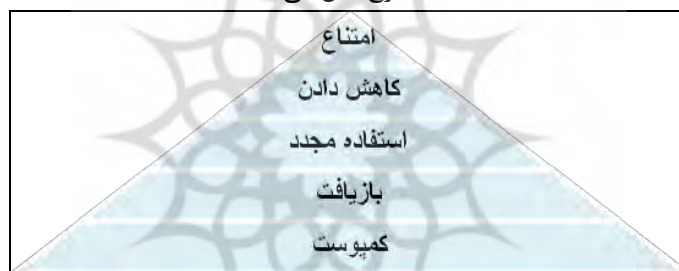 امتناع
کاهش دادن
استفاده مجدد
بازیافت
کمپوست